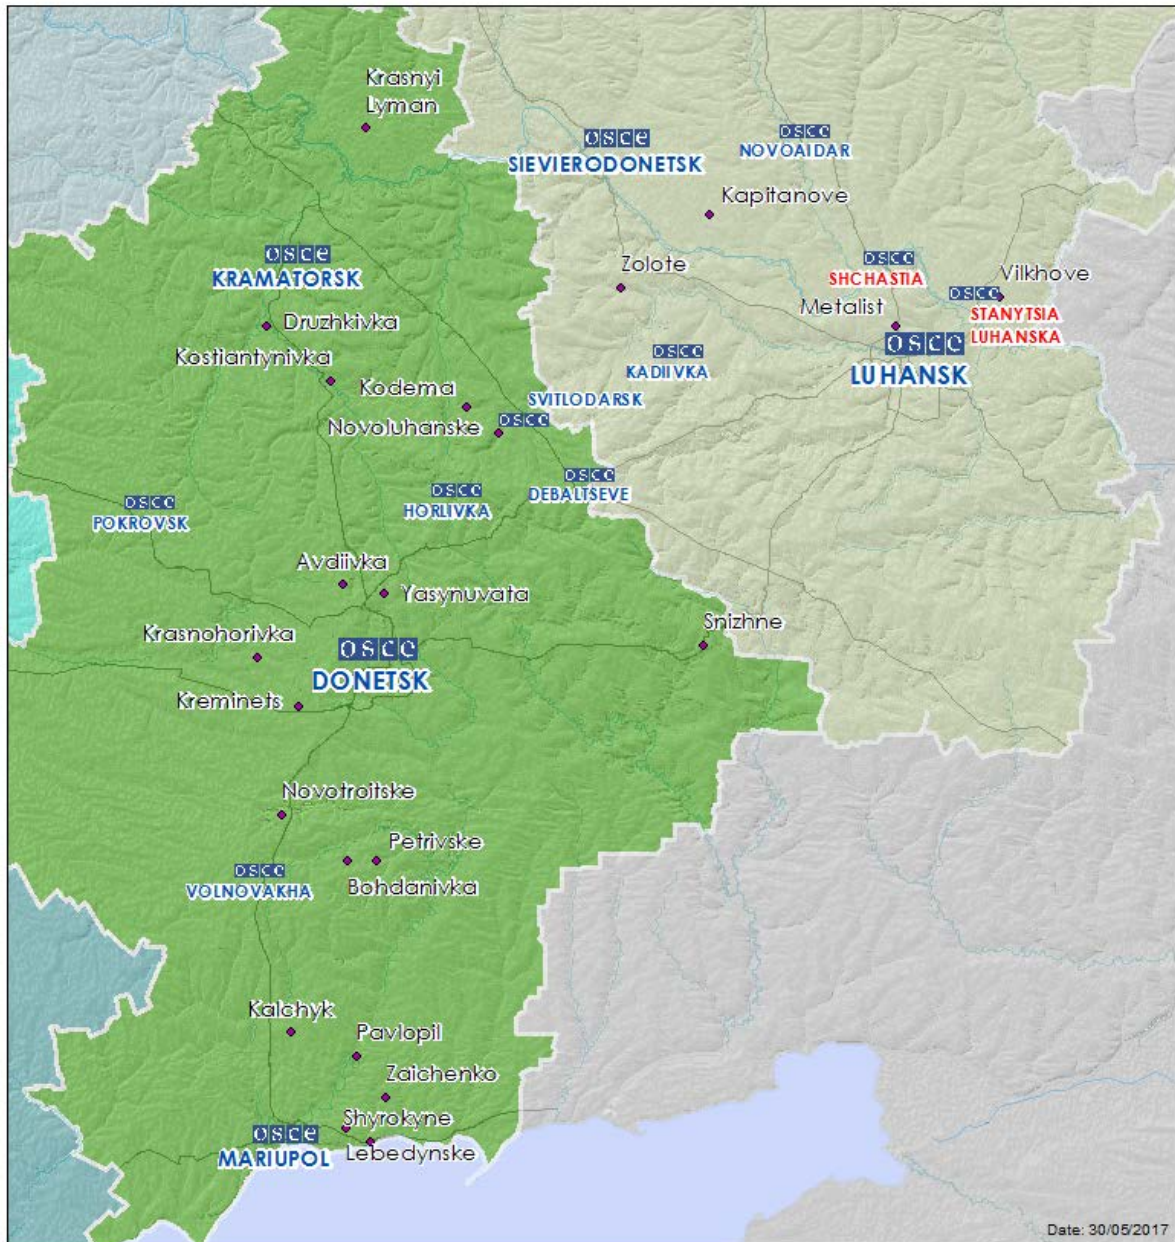 Krasnyi
Lyman
osce
SIEVIERODONETSK
osce
NOVOAIDAR
Kapitanove
osce
KRAMATORSK
Zolote
osce
SHCHASTIA
Vilkhove
osce
STANYTSIA
LUHANSKA
Metalist
osce
LUHANSK
Druzhkivka
Kostiantynivka
osce
KADIIVKA
Kodema
SVITLODARSK
osce
Novoluhanske
osce
POKROVSK
osce
HORLIVKA
osce
DEBALTSEVE
Avdiivka
Yasynuvata
Snizhne
Krasnohorivka
osce
DONETSK
Kreminets
Novotroitske
Petrivske
Bohdanivka
osce
VOLNOVAKHA
Kalchyk
Pavlopil
Zaichenko
Shyrokyne
osce
MARIUPOL
Lebedynske
Date: 30/05/2017